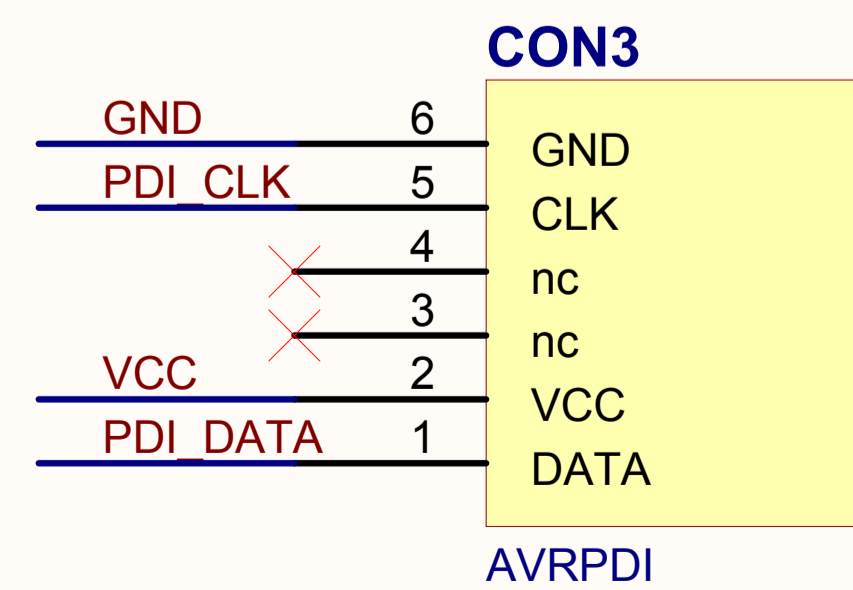 CON3
GND 6 GND
PDI_CLK 5 CLK
4 nc
3 nc
VCC 2 VCC
PDI_DATA 1 DATA
AVRPDI